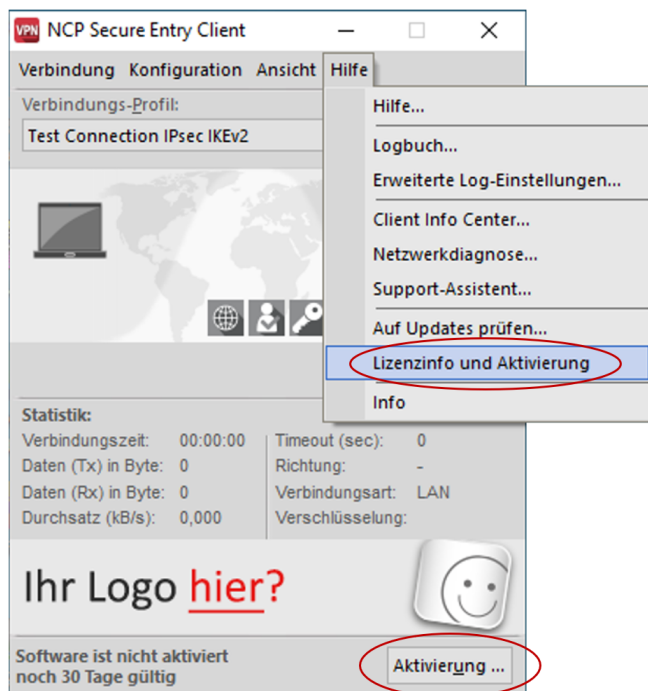 VPN NCP Secure Entry Client
Verbindung Konfiguration Ansicht Hilfe
Verbindungs-Profil:
Test Connection IPsec IKEv2
Hilfe...
Logbuch...
Erweiterte Log-Einstellungen...
Client Info Center...
Netzwerkdiagnose...
Support-Assistent...
Auf Updates prüfen...
Lizenzinfo und Aktivierung
Info
Statistik:
Verbindungszeit: 00:00:00 Timeout (sec): 0
Daten (Tx) in Byte: 0 Richtung: -
Daten (Rx) in Byte: 0 Verbindungsart: LAN
Durchsatz (kB/s): 0,000 Verschlüsselung:
Ihr Logo hier?
Software ist nicht aktiviert
noch 30 Tage gültig
Aktivierung ...